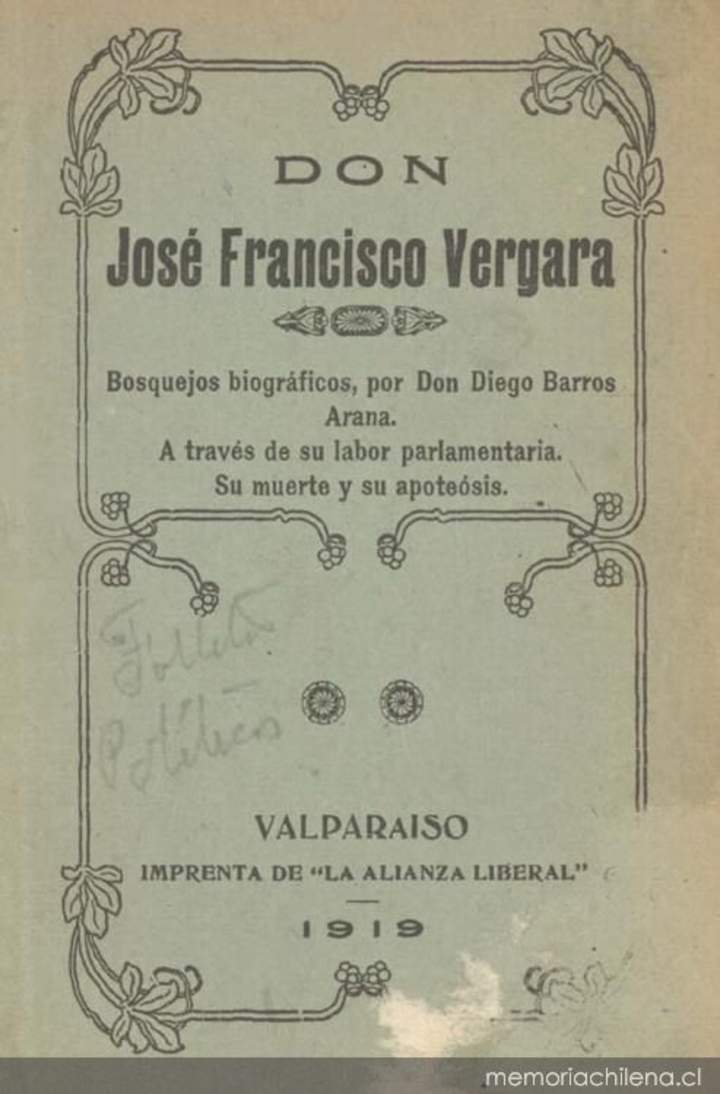 DON
José Francisco Vergara
Bosquejos biográficos, por Don Diego Barros
Arana.
A través de su labor parlamentaria.
Su muerte y su apoteósis.
Políticos
VALPARAISO
IMPRENTA DE “LA ALIANZA LIBERAL”
1919
memoriachilena.cl